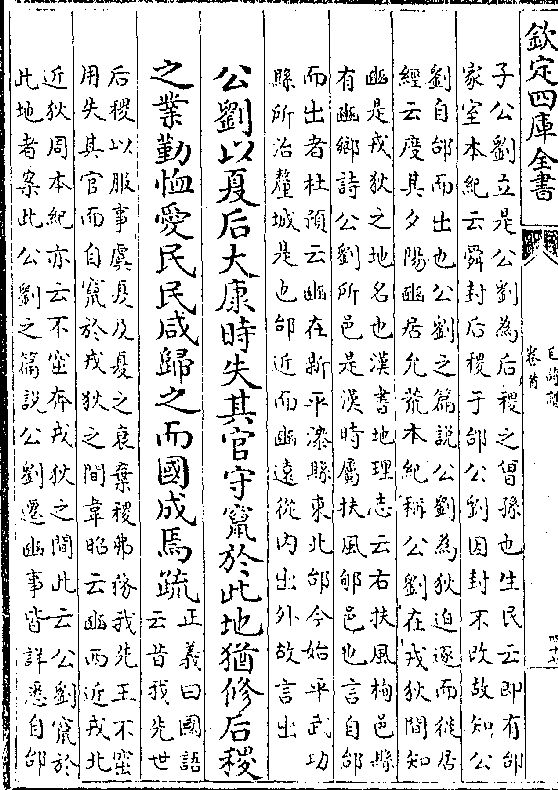 欽定四庫全書
卷首
子公劉立是公劉為后稷之曾孫也生民云即有邰
家室本紀云舜封后稷于邰公劉因封不改故知公
劉自邰而出也公劉之篇說公劉為狄迫逐而徙居
經云度其夕陽豳居允荒本紀稱公劉在戎狄間知
豳是戎狄之地名也漢書地理志云右扶風栒邑縣
有豳鄉詩公劉所邑是漢時屬扶風郇邑也言自邰
而出者杜預云豳在新平漆縣東北邰今始平武功
縣所治釐城是也邰近而豳遠從內出外故言出
公劉以夏后大康時失其官守竄於此地猶修后稷
之業勤恤愛民民咸歸之而國成焉疏正義曰國語
云昔我先世
后稷以服事虞夏及夏之衰棄稷弗務我先王不窋
用失其官而自竄於戎狄之間韋昭云豳西近戎北
近狄周本紀亦云不窋奔戎狄之間此云公劉竄於
此地者案此公劉之篇說公劉遷豳事皆詳悉自邰